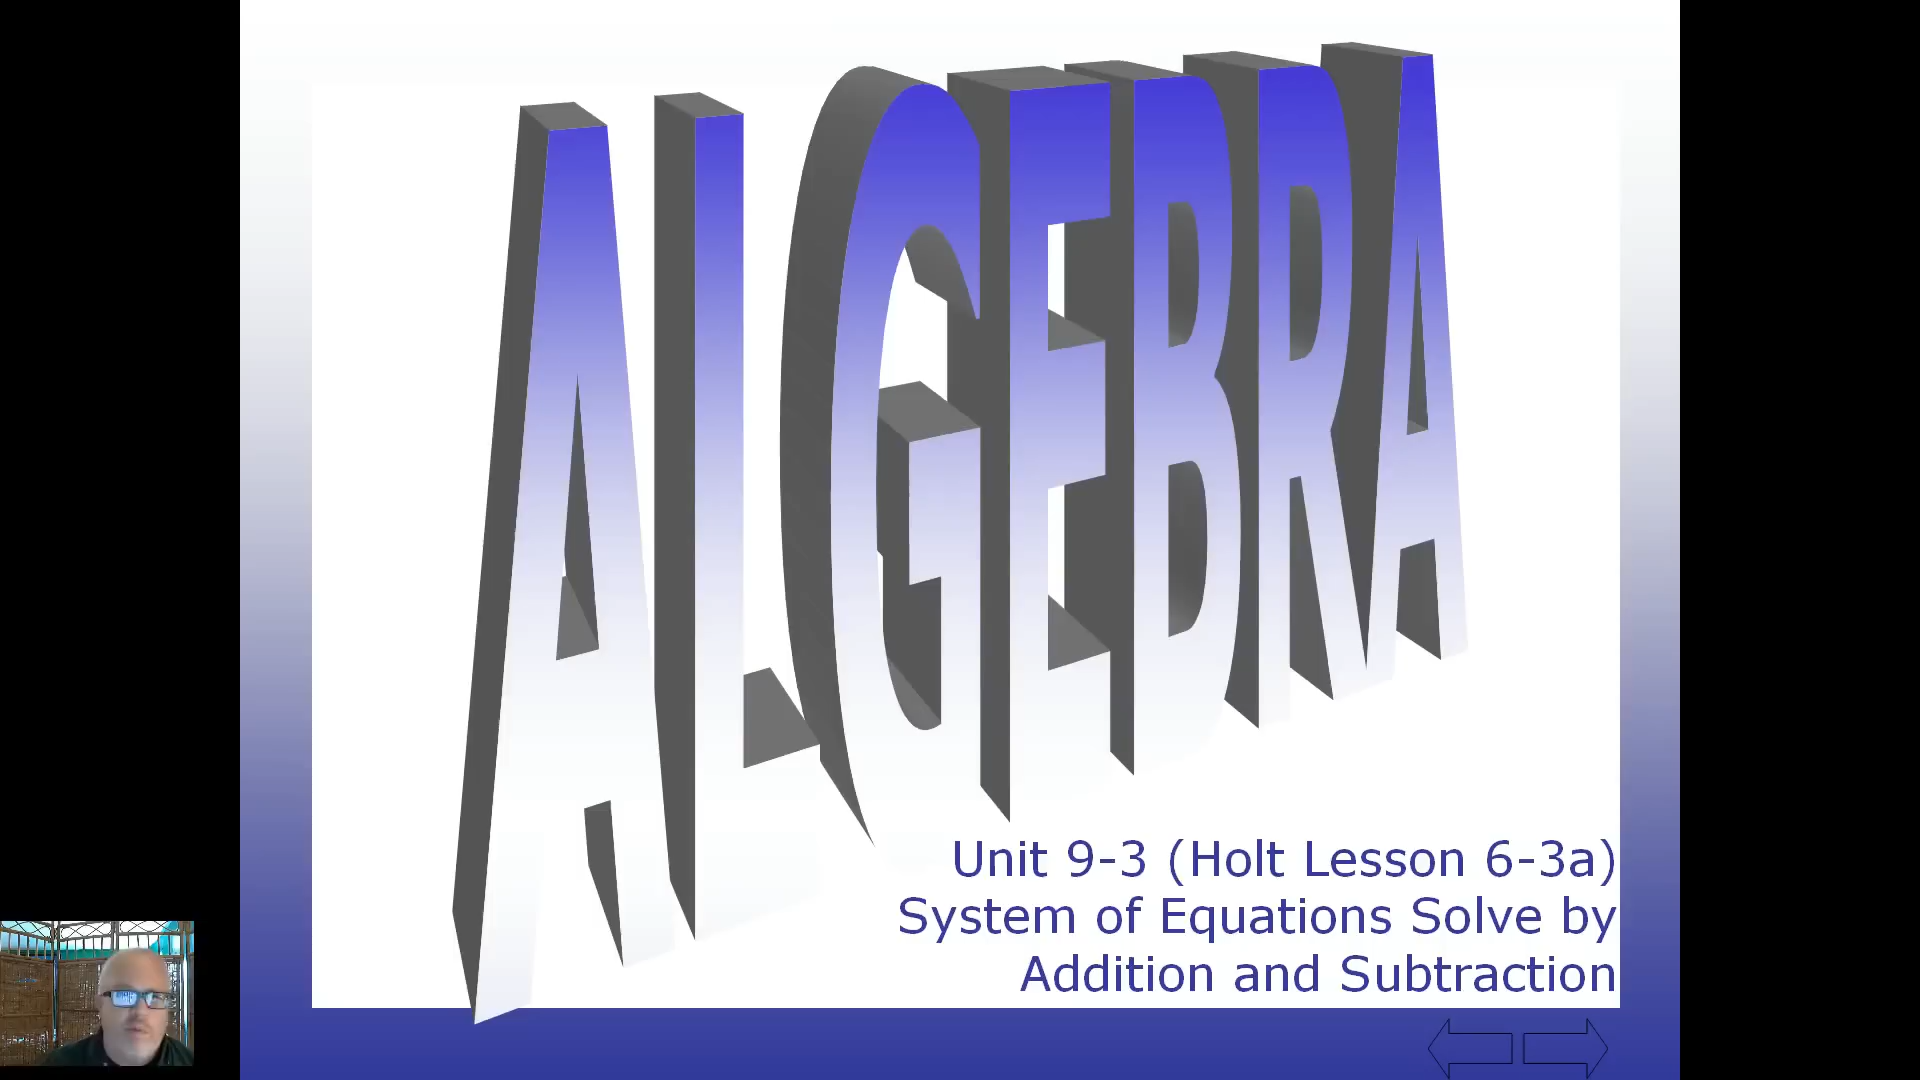 ALGEBRA
Unit 9-3 (Holt Lesson 6-3a)
System of Equations Solve by
Addition and Subtraction